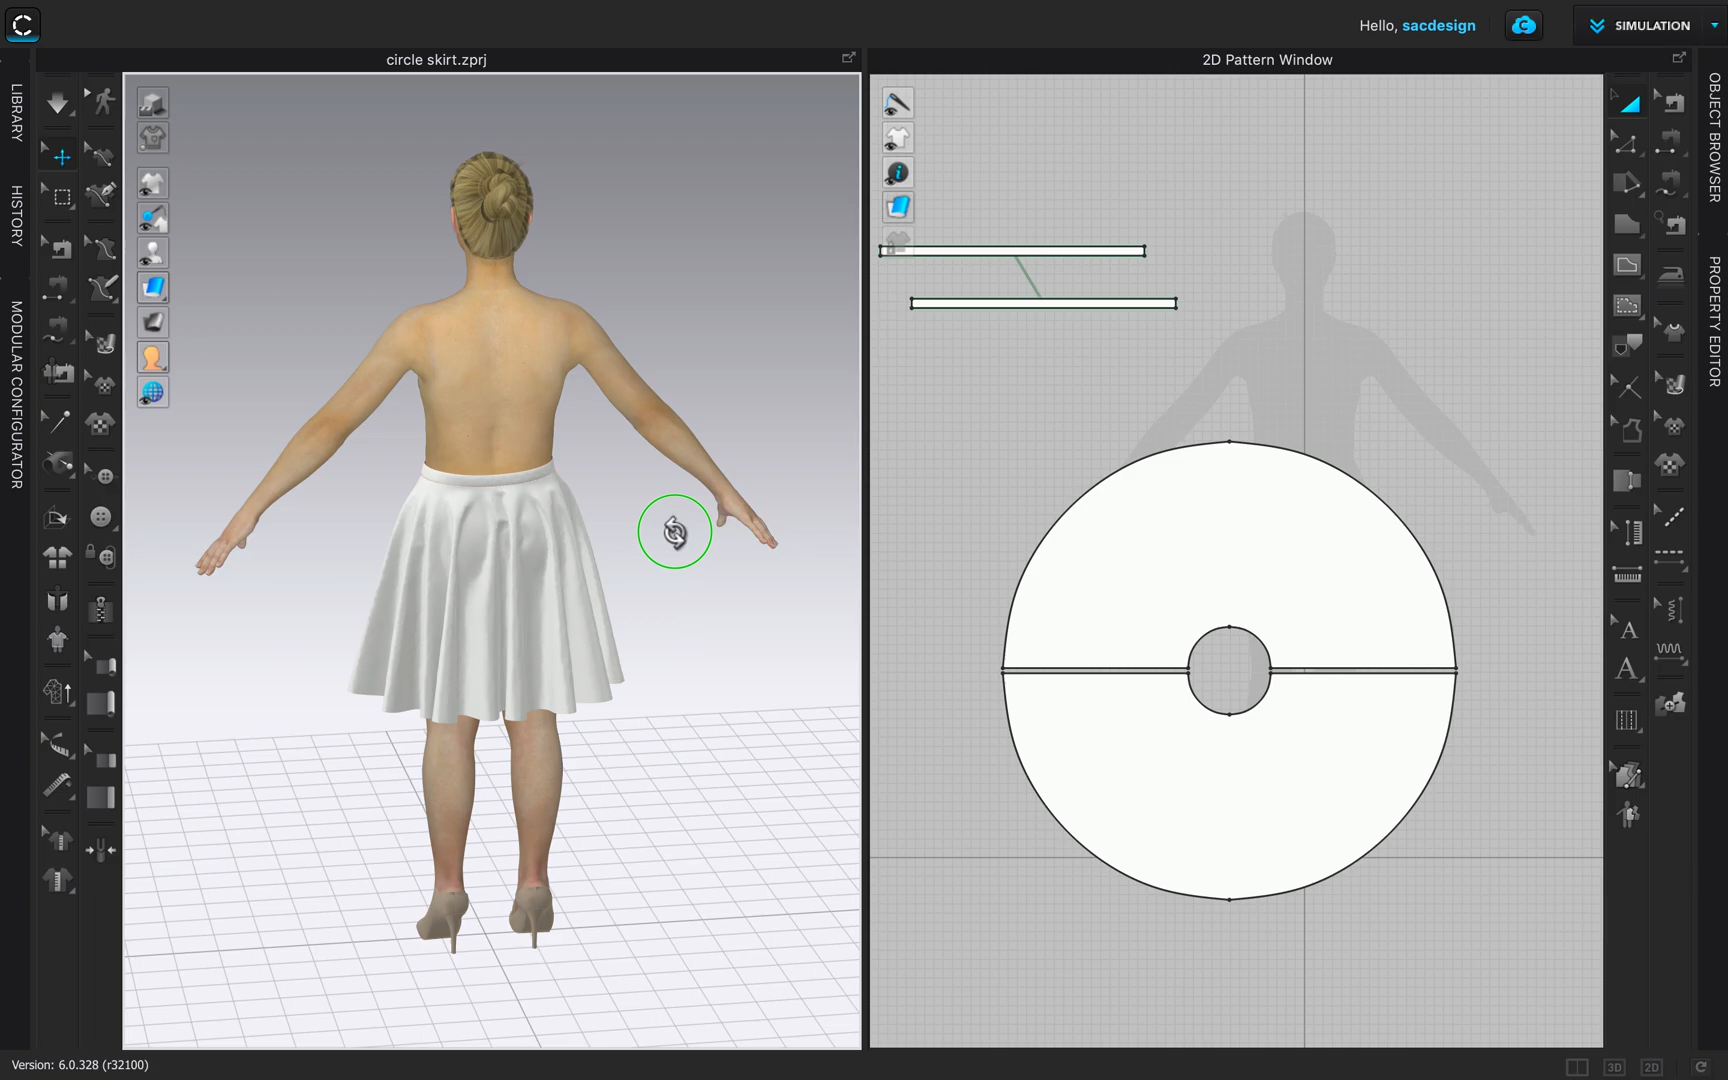 Hello, sacdesign
SIMULATION
circle skirt.zprj
2D Pattern Window
LIBRARY
HISTORY
MODULAR CONFIGURATOR
OBJECT BROWSER
PROPERTY EDITOR
A
A
Version: 6.0.328 (r32100)
3D
2D